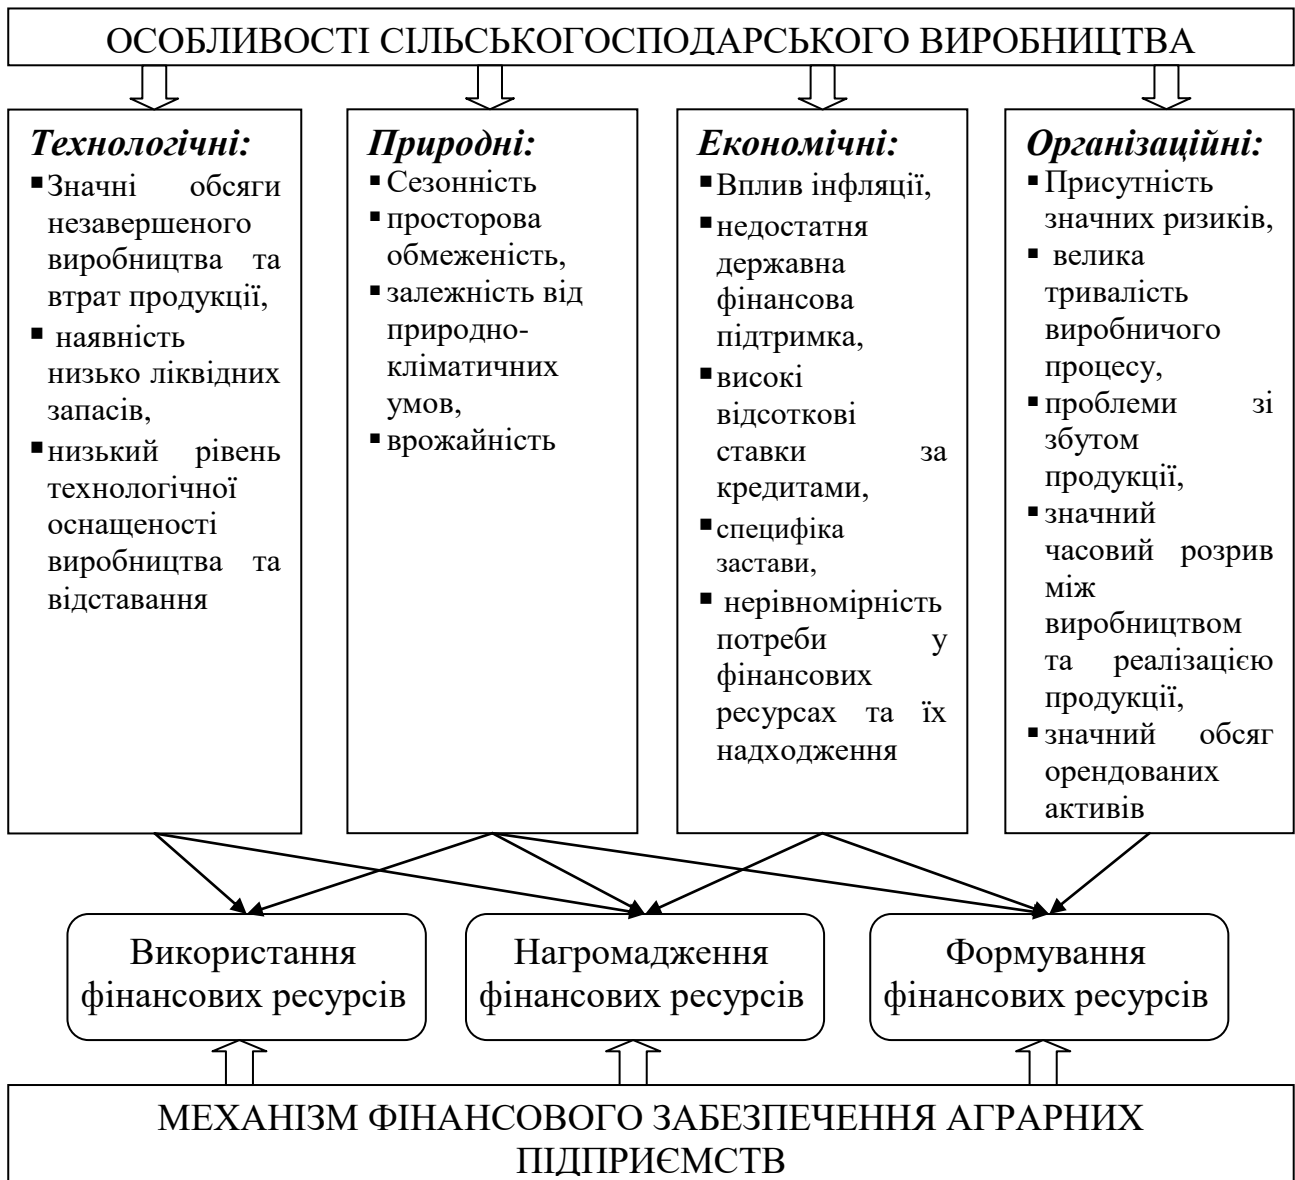 ОСОБЛИВОСТІ СІЛЬСЬКОГОСПОДАРСЬКОГО ВИРОБНИЦТВА
Технологічні:
▪Значні обсяги
незавершеного
виробництва та
втрат продукції,
▪ наявність
низько ліквідних
запасів,
▪низький рівень
технологічної
оснащеності
виробництва та
відставання
Природні:
▪Сезонність
▪просторова
обмеженість,
▪залежність від
природно-
кліматичних
умов,
▪врожайність
Економічні:
▪Вплив інфляції,
▪недостатня
державна
фінансова
підтримка,
▪високі
відсоткові
ставки за
кредитами,
▪специфіка
застави,
▪ нерівномірність
потреби у
фінансових
ресурсах та їх
надходження
Організаційні:
▪Присутність
значних ризиків,
▪ велика
тривалість
виробничого
процесу,
▪проблеми зі
збутом
продукції,
▪значний
часовий розрив
між
виробництвом
та реалізацією
продукції,
▪значний обсяг
орендованих
активів
Використання
фінансових ресурсів
Нагромадження
фінансових ресурсів
Формування
фінансових ресурсів
МЕХАНІЗМ ФІНАНСОВОГО ЗАБЕЗПЕЧЕННЯ АГРАРНИХ
ПІДПРИЄМСТВ